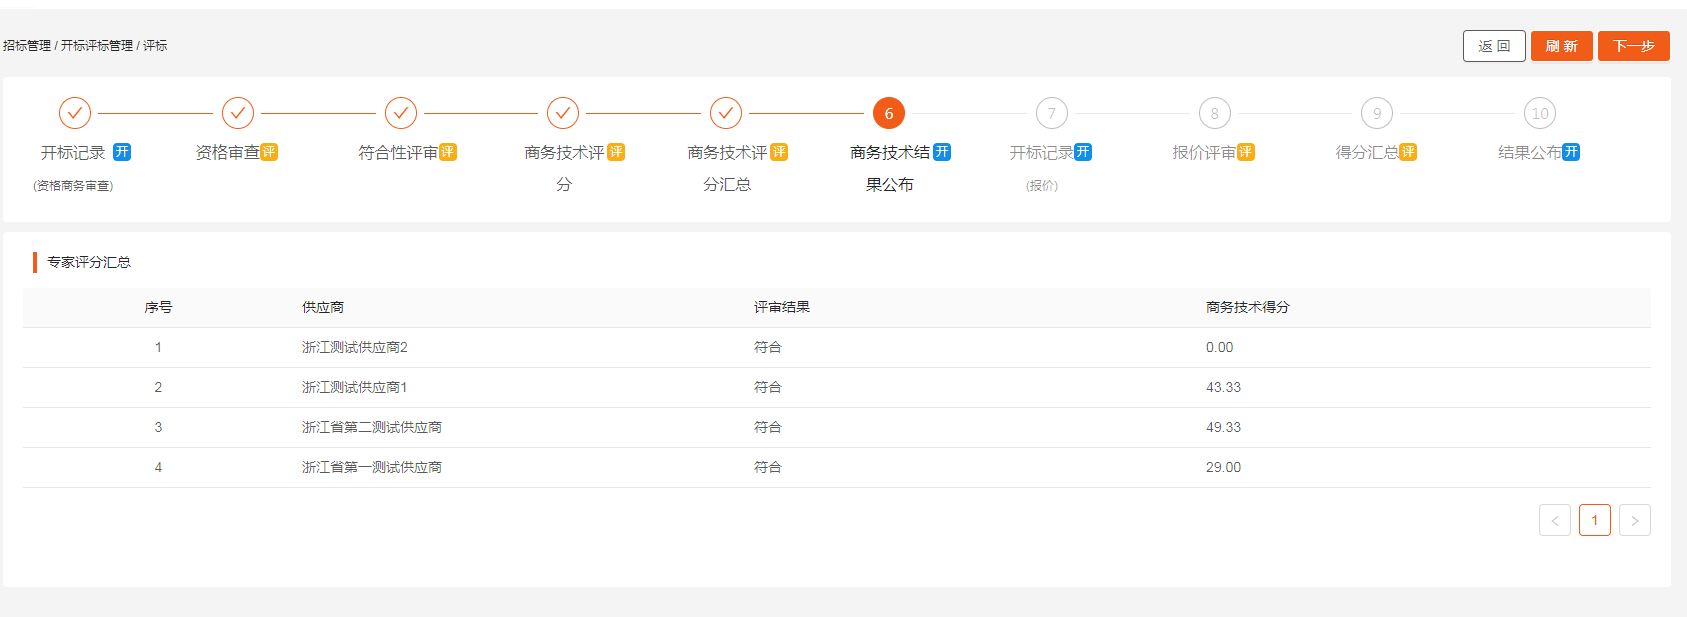 招标管理 / 开标评标管理 / 评标
返 回
刷 新
下一步
6
7
8
9
10
开标记录 开
资格审查 评
符合性评审 评
商务技术评 评
商务技术评 评
商务技术结 开
开标记录 开
报价评审 评
得分汇总 评
结果公布 开
(资格商务审查)
分
分汇总
果公布
(报价)
专家评分汇总
序号 供应商 评审结果 商务技术得分
1 浙江测试供应商2 符合 0.00
2 浙江测试供应商1 符合 43.33
3 浙江省第二测试供应商 符合 49.33
4 浙江省第一测试供应商 符合 29.00
< 1 >